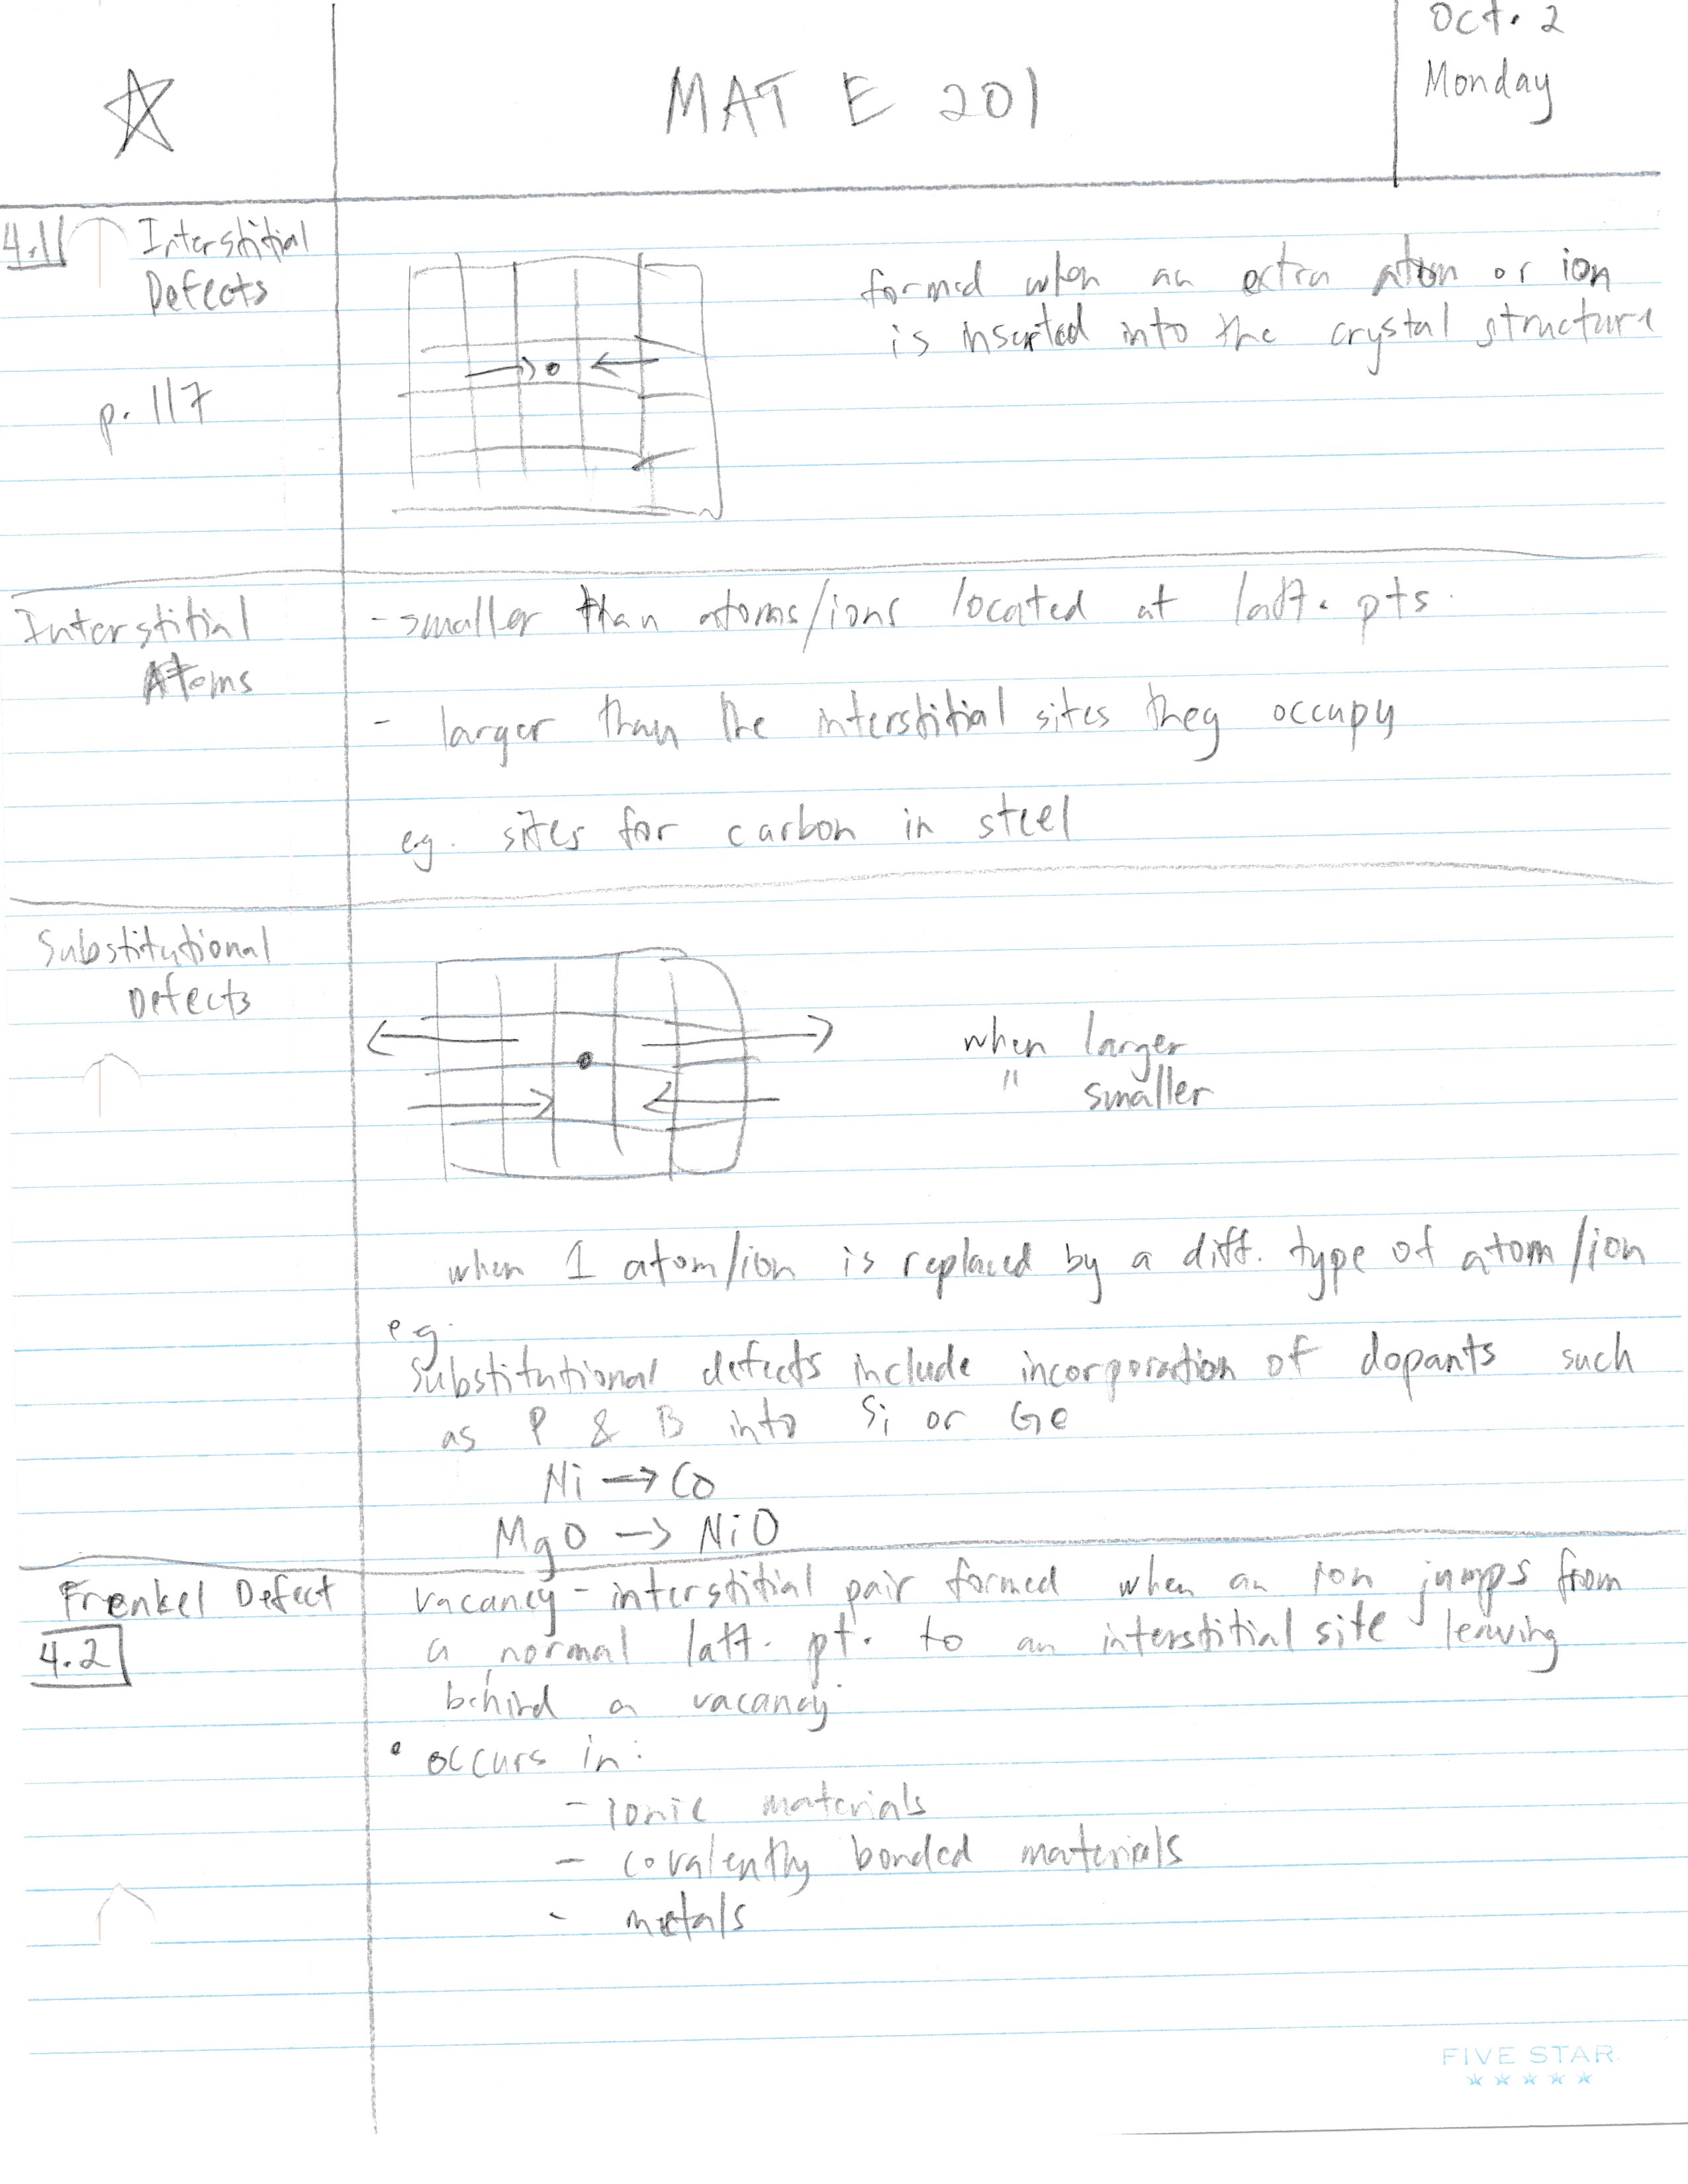 Oct. 2
Monday
MAT E 201
4.1
Interstitial
Defects
p. 117
formed when an extra atom or ion
is inserted into the crystal structure
Interstitial
Atoms
- smaller than atoms/ions located at latt. pts.
- larger than the interstitial sites they occupy
eg. sites for carbon in steel
Substitutional
Defects
when larger
" smaller
when 1 atom/ion is replaced by a diff. type of atom/ion
eg.
Substitutional defects include incorporation of dopants such
as P & B into Si or Ge
Ni → Co
MgO → NiO
Frenkel Defect
4.2
vacancy - interstitial pair formed when an ion jumps from
a normal latt. pt. to an interstitial site leaving
behind a vacancy
• occurs in:
- ionic materials
- covalently bonded materials
- metals
FIVE STAR